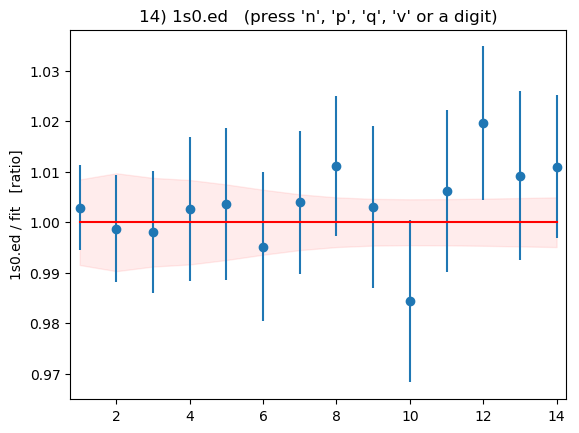 14) 1s0.ed   (press 'n', 'p', 'q', 'v' or a digit)
1s0.ed / fit   [ratio]
1.03
1.02
1.01
1.00
0.99
0.98
0.97
2 4 6 8 10 12 14